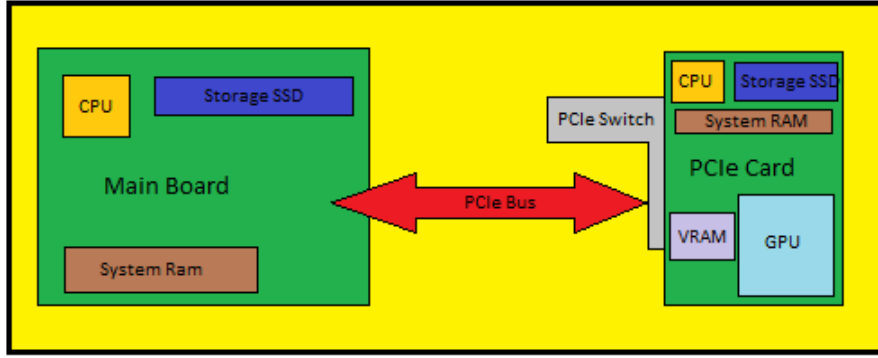 CPU
Storage SSD
Main Board
System Ram
PCIe Bus
PCIe Switch
CPU
Storage SSD
System RAM
PCIe Card
VRAM
GPU